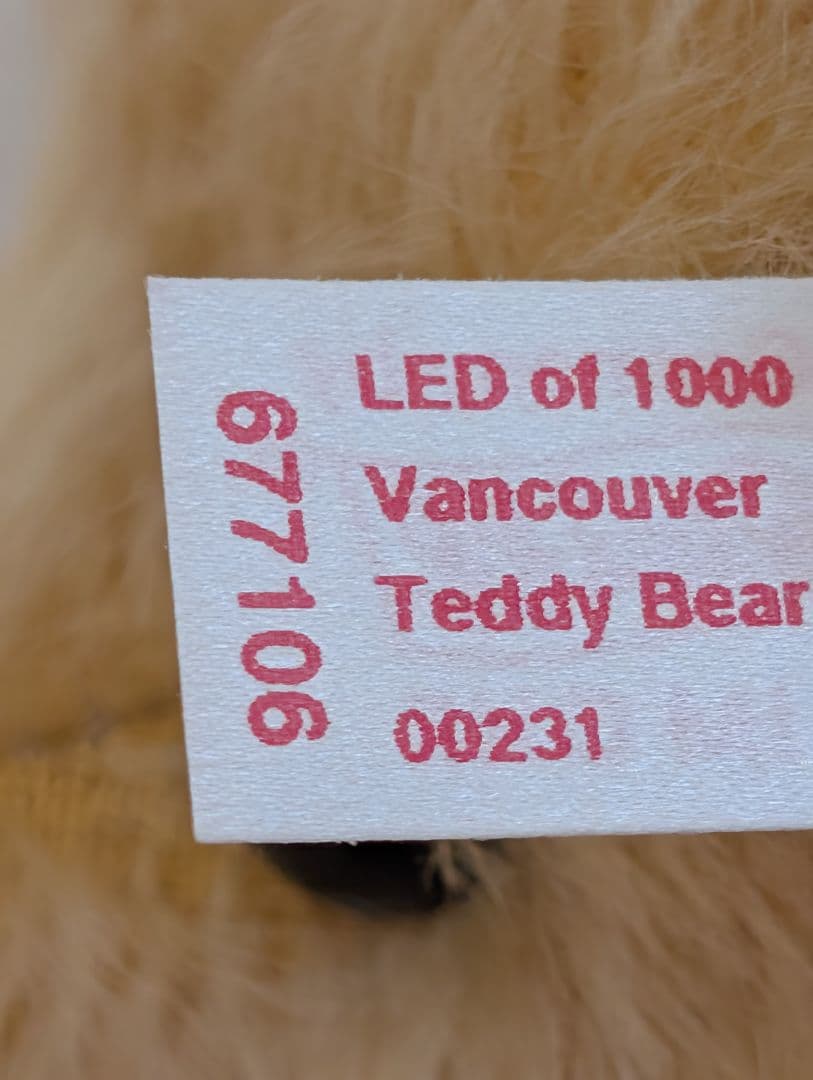 LED of 1000
Vancouver
Teddy Bear
00231
677106